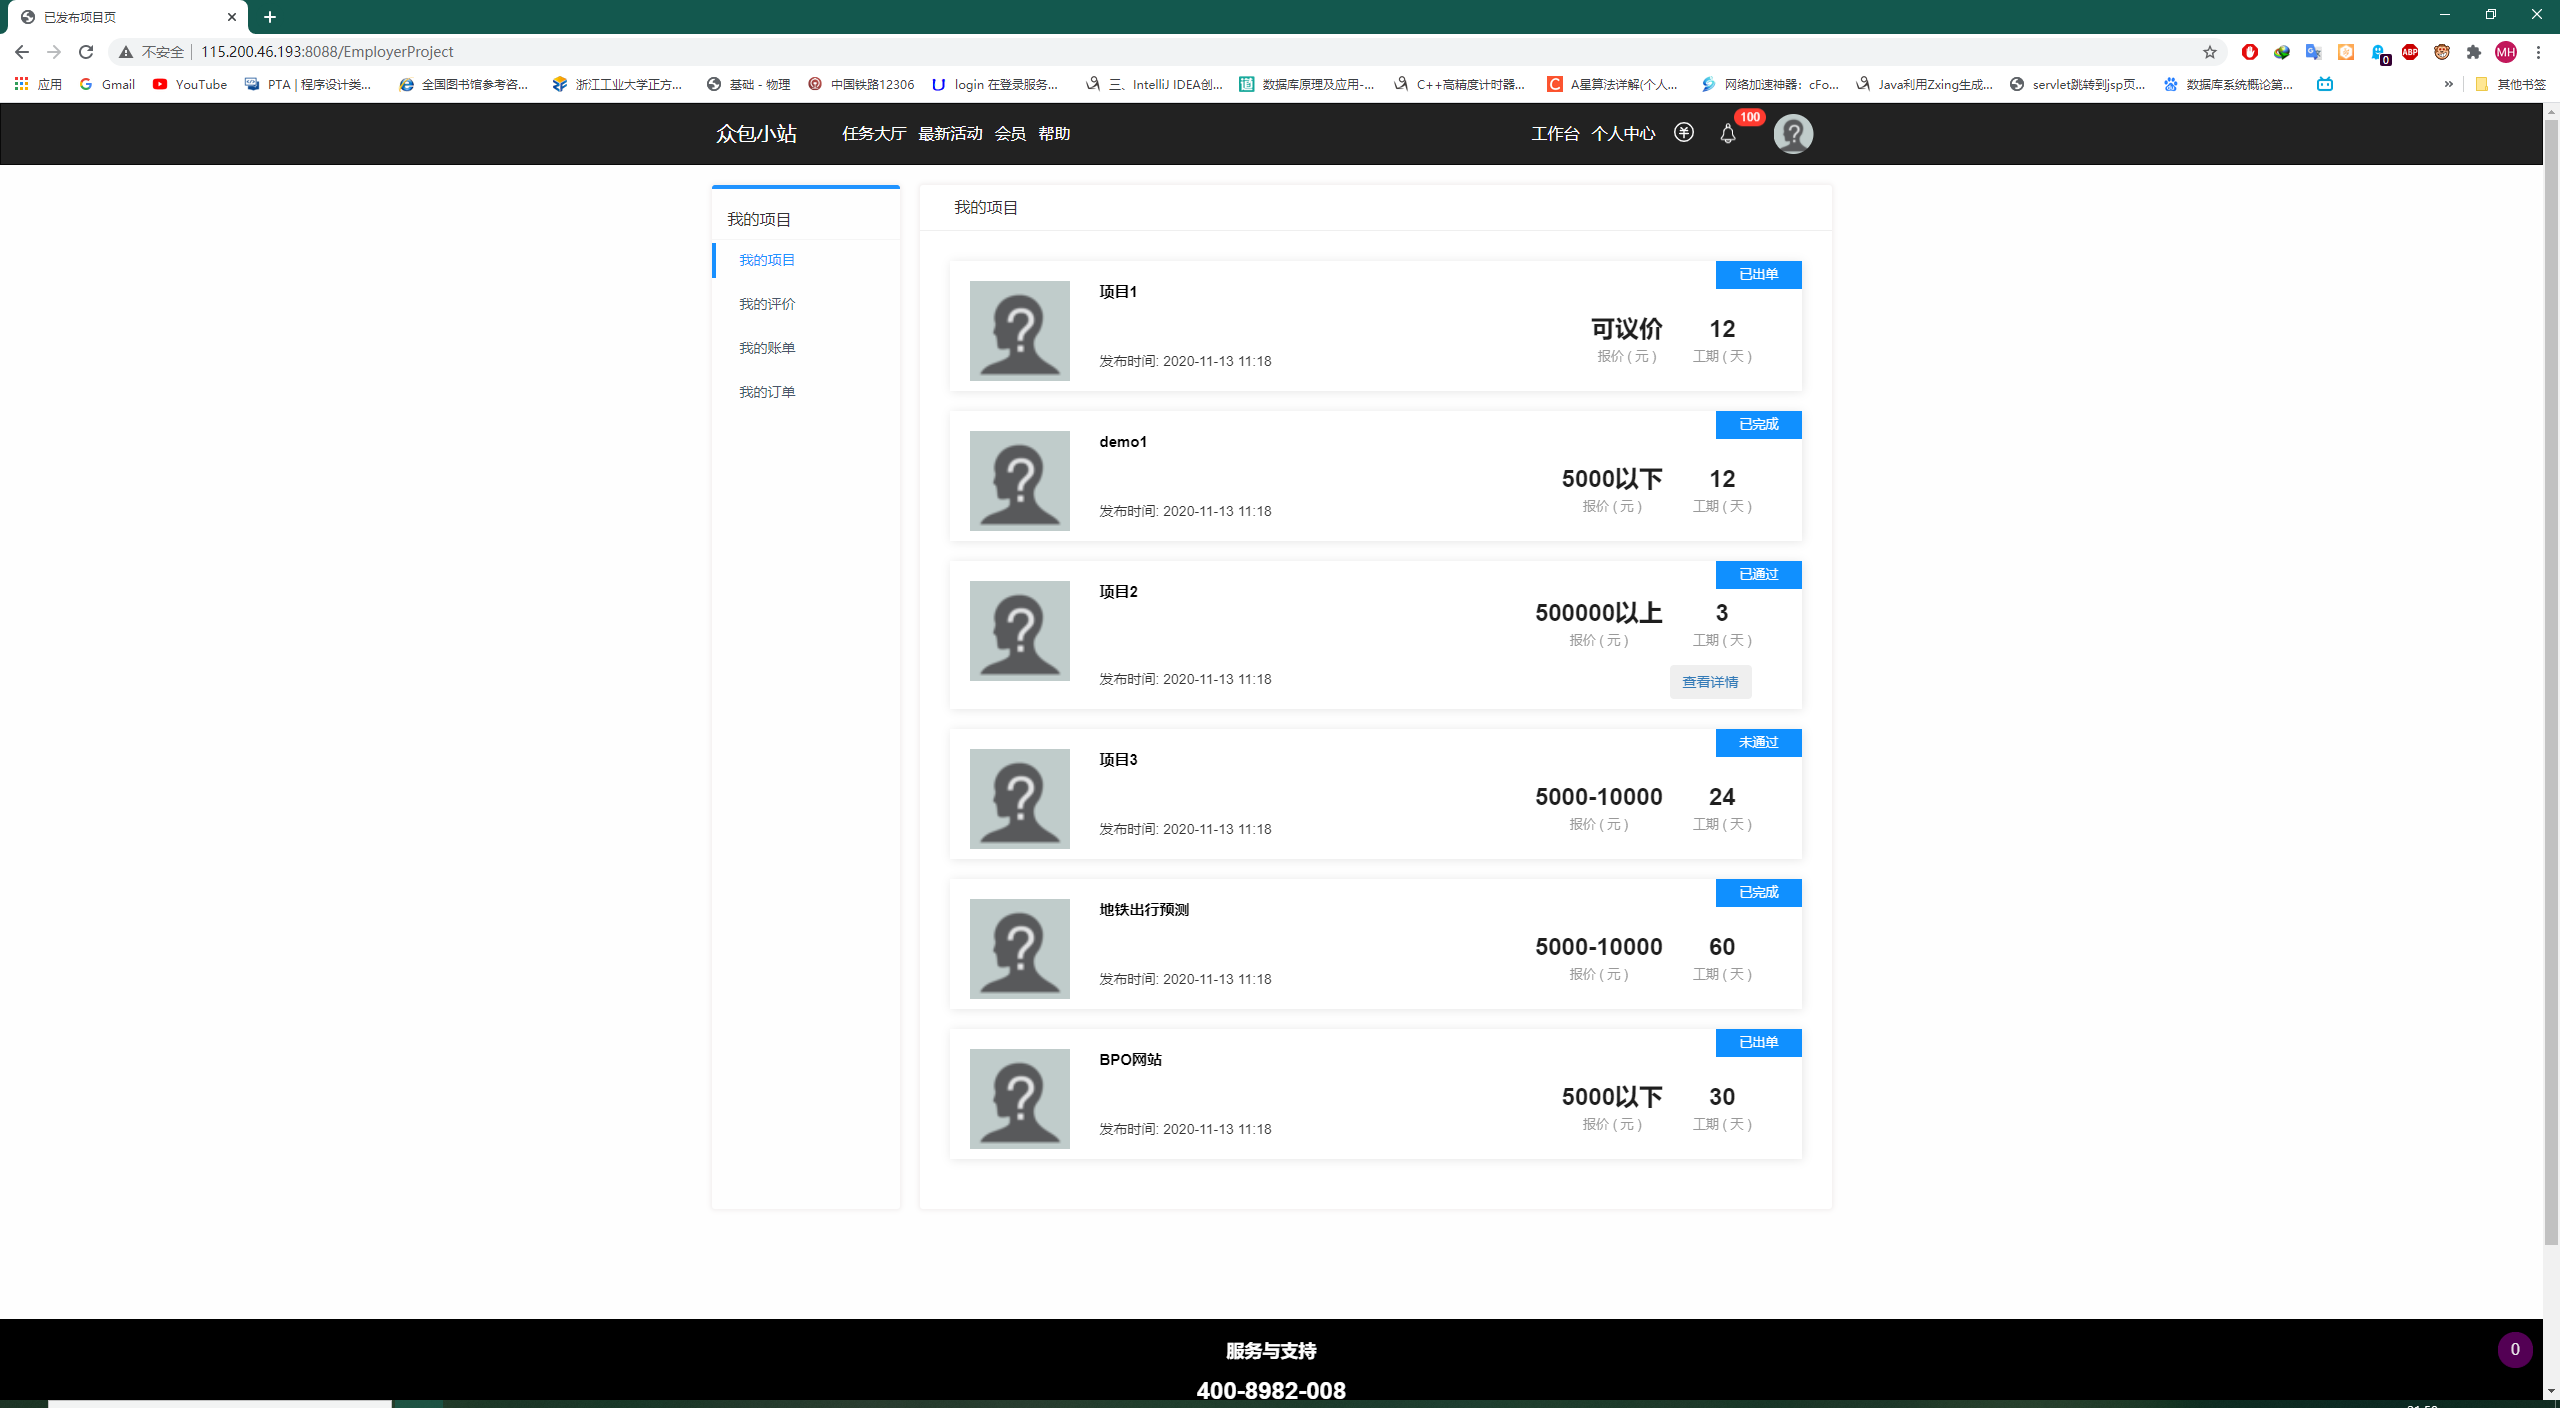 已发布项目页
不安全 115.200.46.193:8088/EmployerProject
MH
0
ABP
应用 Gmail YouTube PTA | 程序设计类... 全国图书馆参考咨... 浙江工业大学正方... 基础 - 物理 中国铁路12306 login 在登录服务... 三、IntelliJ IDEA创... 数据库原理及应用-... C++高精度计时器... A星算法详解(个人... 网络加速神器：cFo... Java利用Zxing生成... servlet跳转到jsp页... 数据库系统概论第... » 其他书签
众包小站 任务大厅 最新活动 会员 帮助 工作台 个人中心 100
我的项目
我的项目
我的评价
我的账单
我的订单
我的项目
已出单
项目1
可议价 12
报价 ( 元 ) 工期 ( 天 )
发布时间: 2020-11-13 11:18
已完成
demo1
5000以下 12
报价 ( 元 ) 工期 ( 天 )
发布时间: 2020-11-13 11:18
已通过
项目2
500000以上 3
报价 ( 元 ) 工期 ( 天 )
发布时间: 2020-11-13 11:18
查看详情
未通过
项目3
5000-10000 24
报价 ( 元 ) 工期 ( 天 )
发布时间: 2020-11-13 11:18
已完成
地铁出行预测
5000-10000 60
报价 ( 元 ) 工期 ( 天 )
发布时间: 2020-11-13 11:18
已出单
BPO网站
5000以下 30
报价 ( 元 ) 工期 ( 天 )
发布时间: 2020-11-13 11:18
服务与支持
400-8982-008
0